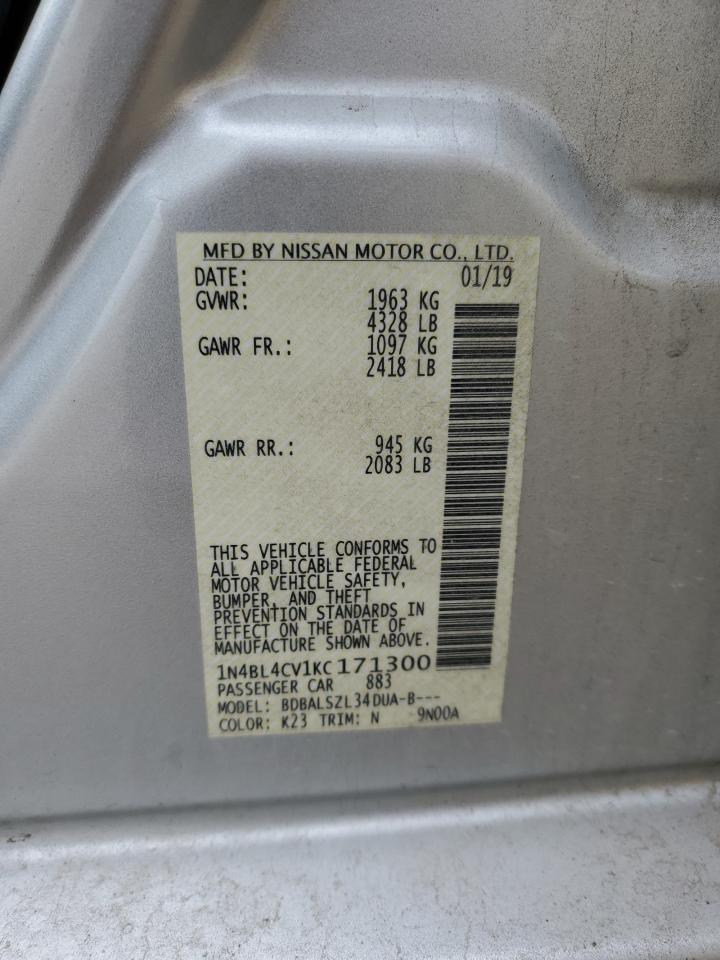 MFD BY NISSAN MOTOR CO., LTD.
DATE: 01/19
GVWR: 1963 KG
4328 LB
GAWR FR.: 1097 KG
2418 LB
GAWR RR.: 945 KG
2083 LB
THIS VEHICLE CONFORMS TO
ALL APPLICABLE FEDERAL
MOTOR VEHICLE SAFETY,
BUMPER, AND THEFT
PREVENTION STANDARDS IN
EFFECT ON THE DATE OF
MANUFACTURE SHOWN ABOVE.
1N4BL4CV1KC171300
PASSENGER CAR 883
MODEL: BDBALSZL34DUA-B---
COLOR: K23 TRIM: N 9N00A